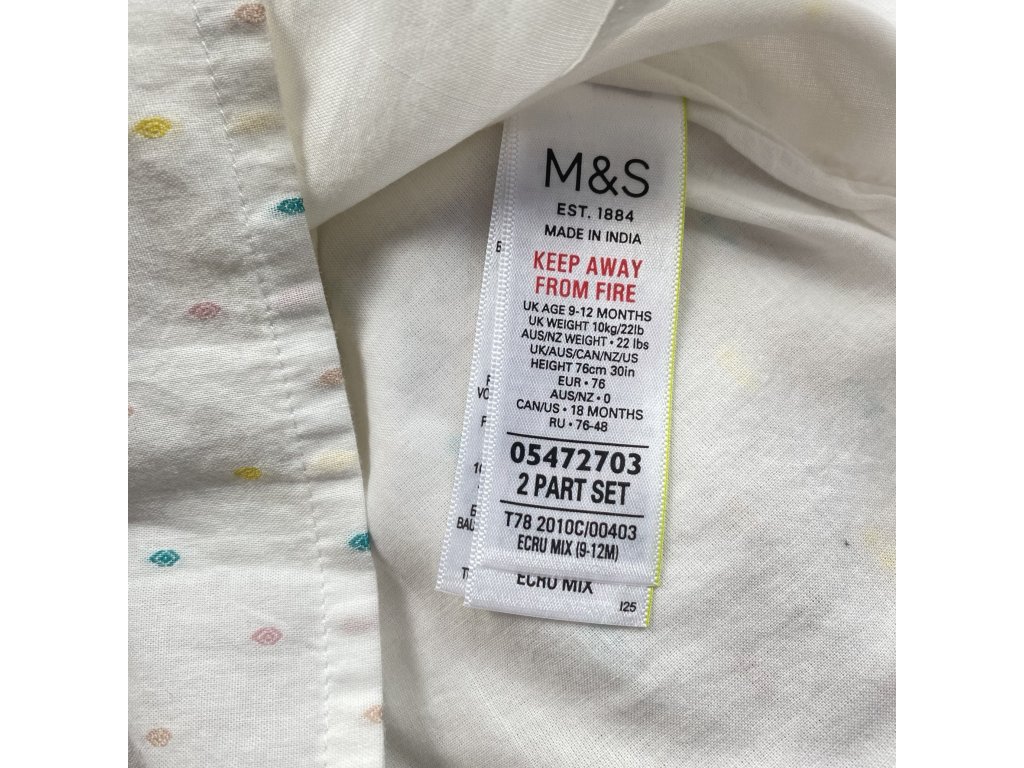 M&S
EST. 1884
MADE IN INDIA
KEEP AWAY
FROM FIRE
UK AGE 9-12 MONTHS
UK WEIGHT 10kg/22lb
AUS/NZ WEIGHT • 22 lbs
UK/AUS/CAN/NZ/US
HEIGHT 76cm 30in
EUR • 76
AUS/NZ • 0
CAN/US • 18 MONTHS
RU • 76-48
05472703
2 PART SET
T78 2010C/00403
ECRU MIX (9-12M)
ECRU MIX
I25